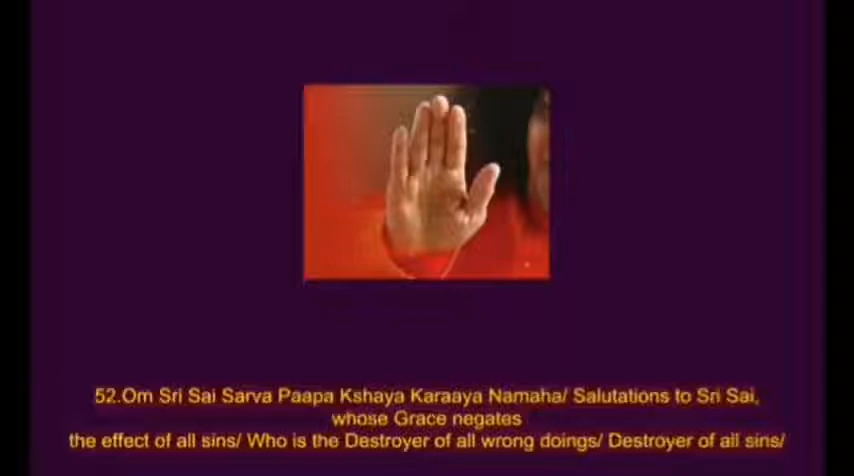 52.Om Sri Sai Sarva Paapa Kshaya Karaaya Namaha/ Salutations to Sri Sai,
whose Grace negates
the effect of all sins/ Who is the Destroyer of all wrong doings/ Destroyer of all sins/